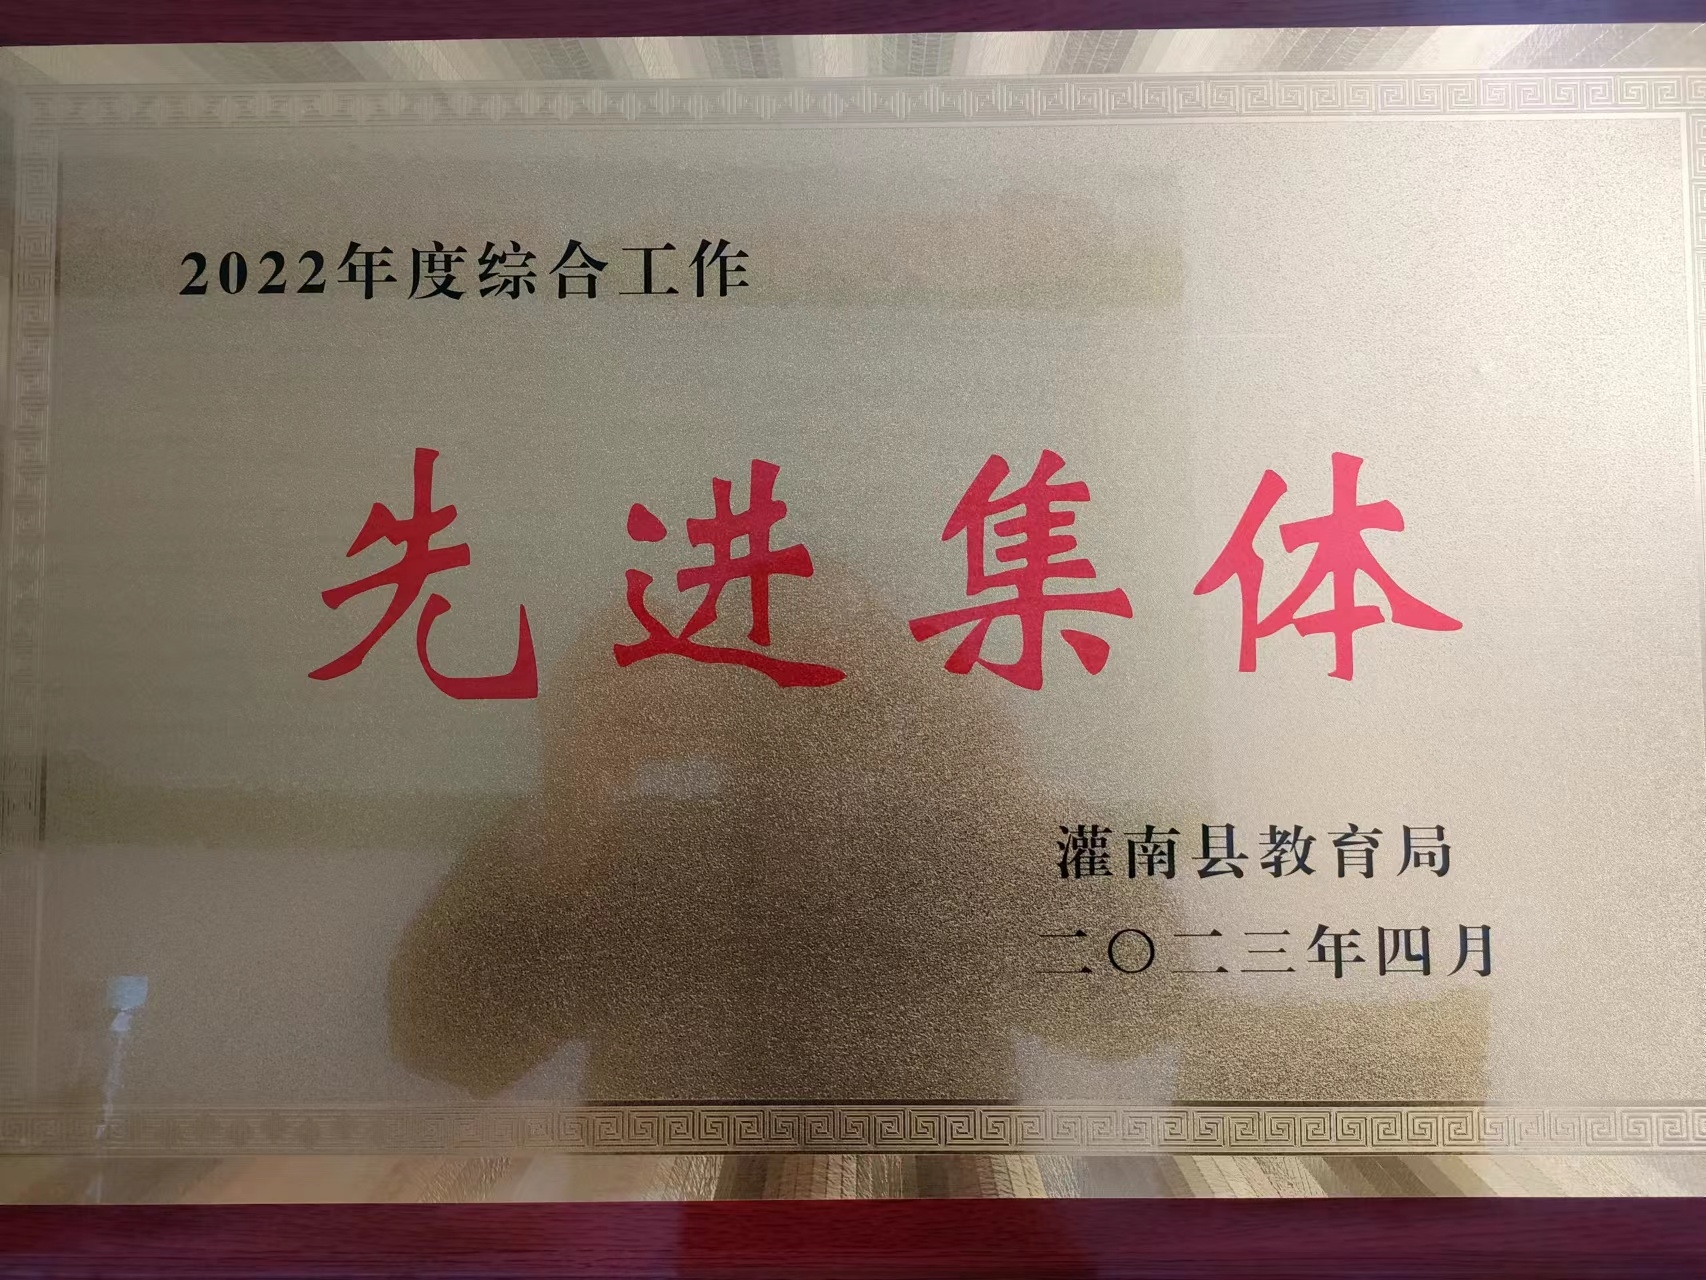 2022年度综合工作
先进集体
灌南县教育局
二〇二三年四月